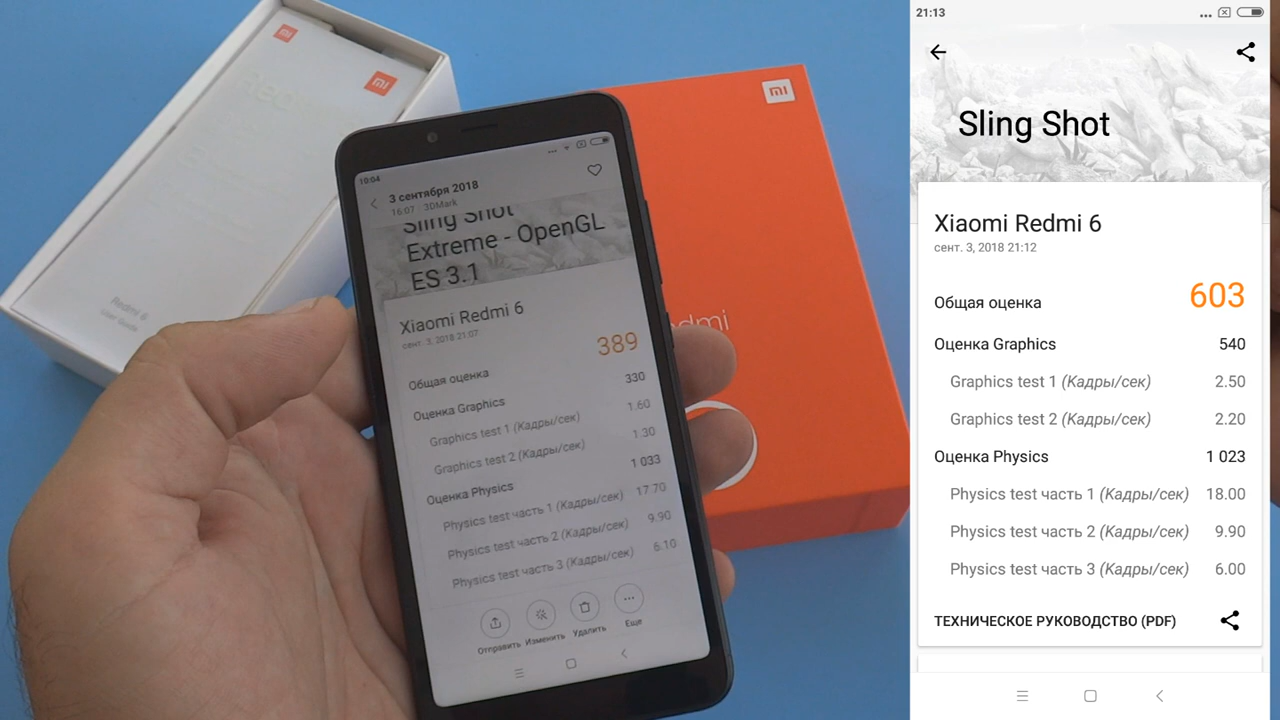 Redmi 6
User Guide
10:04
3 сентября 2018
16:07 · 3DMark
Sling Shot
Extreme - OpenGL
ES 3.1
Xiaomi Redmi 6
сент. 3, 2018 21:07
Общая оценка 389
Оценка Graphics 330
Graphics test 1 (Кадры/сек) 1.60
Graphics test 2 (Кадры/сек) 1.30
Оценка Physics 1 033
Physics test часть 1 (Кадры/сек) 17.70
Physics test часть 2 (Кадры/сек) 9.90
Physics test часть 3 (Кадры/сек) 6.10
Отправить Изменить Удалить Еще
21:13
Sling Shot
Xiaomi Redmi 6
сент. 3, 2018 21:12
Общая оценка 603
Оценка Graphics 540
Graphics test 1 (Кадры/сек) 2.50
Graphics test 2 (Кадры/сек) 2.20
Оценка Physics 1 023
Physics test часть 1 (Кадры/сек) 18.00
Physics test часть 2 (Кадры/сек) 9.90
Physics test часть 3 (Кадры/сек) 6.00
ТЕХНИЧЕСКОЕ РУКОВОДСТВО (PDF)